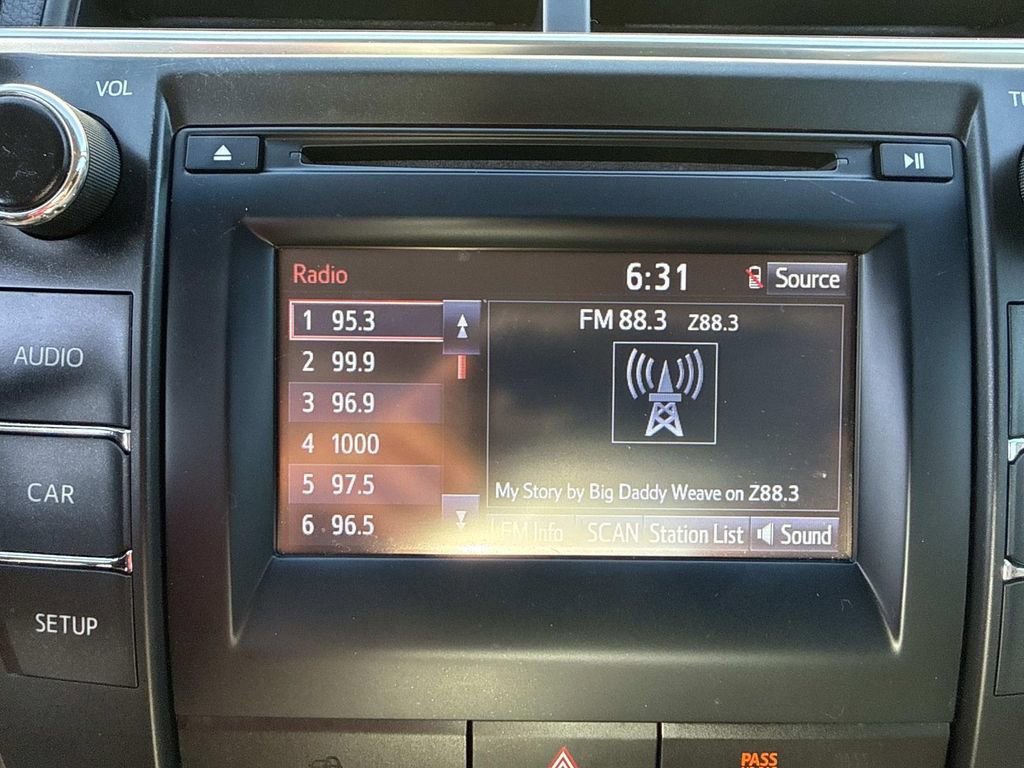 VOL
Radio
6:31
Source
1 95.3
2 99.9
3 96.9
4 1000
5 97.5
6 96.5
FM 88.3 Z88.3
My Story by Big Daddy Weave on Z88.3
FM Info
SCAN
Station List
Sound
AUDIO
CAR
SETUP
PASS